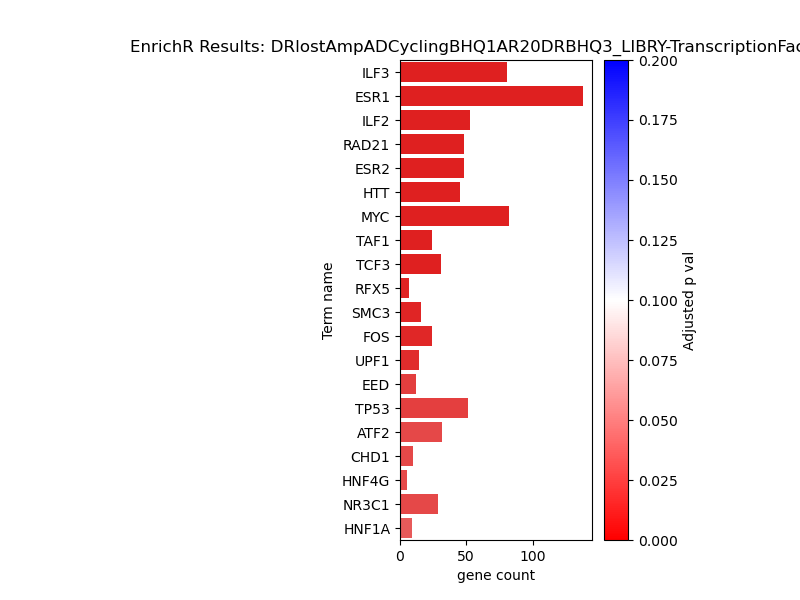 EnrichR Results: DRlostAmpADCyclingBHQ1AR20DRBHQ3_LIBRY-TranscriptionFac
Term name
ILF3
ESR1
ILF2
RAD21
ESR2
HTT
MYC
TAF1
TCF3
RFX5
SMC3
FOS
UPF1
EED
TP53
ATF2
CHD1
HNF4G
NR3C1
HNF1A
0 50 100
gene count
0.200
0.175
0.150
0.125
0.100
0.075
0.050
0.025
0.000
Adjusted p val